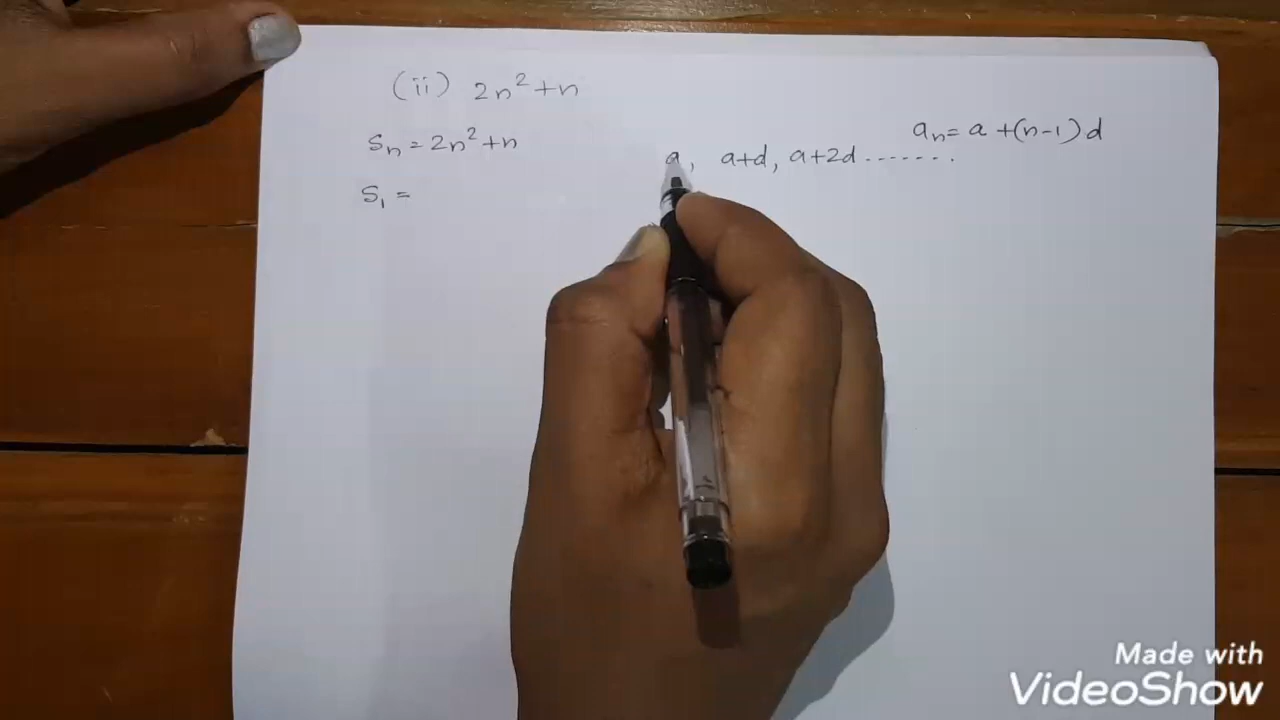 (ii) 2n²+n
Sₙ = 2n²+n
aₙ = a +(n-1) d
a, a+d, a+2d .......
S₁ =
Made with
VideoShow